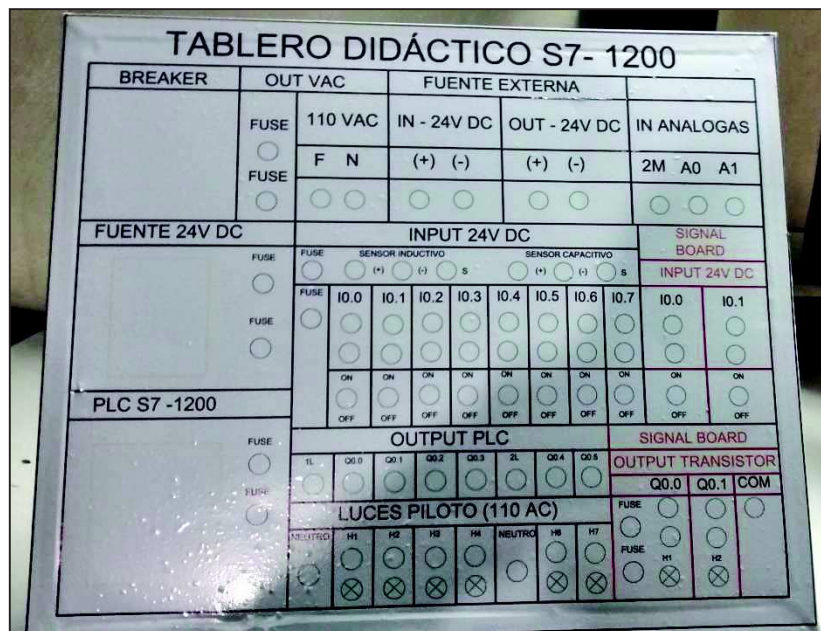 TABLERO DIDÁCTICO S7- 1200
BREAKER OUT VAC FUENTE EXTERNA
FUSE 110 VAC IN - 24V DC OUT - 24V DC IN ANALOGAS
F N (+) (-) (+) (-) 2M A0 A1
FUSE
FUENTE 24V DC INPUT 24V DC SIGNAL
BOARD
FUSE FUSE SENSOR INDUCTIVO SENSOR CAPACITIVO
(+) (-) S (+) (-) S INPUT 24V DC
FUSE I0.0 I0.1 I0.2 I0.3 I0.4 I0.5 I0.6 I0.7 I0.0 I0.1
FUSE
ON ON ON ON ON ON ON ON ON ON
OFF OFF OFF OFF OFF OFF OFF OFF OFF OFF
PLC S7 -1200
OUTPUT PLC SIGNAL BOARD
FUSE 1L Q0.0 Q0.1 Q0.2 Q0.3 2L Q0.4 Q0.5 OUTPUT TRANSISTOR
Q0.0 Q0.1 COM
FUSE LUCES PILOTO (110 AC) FUSE
NEUTRO H1 H2 H3 H4 NEUTRO H6 H7 FUSE H1 H2